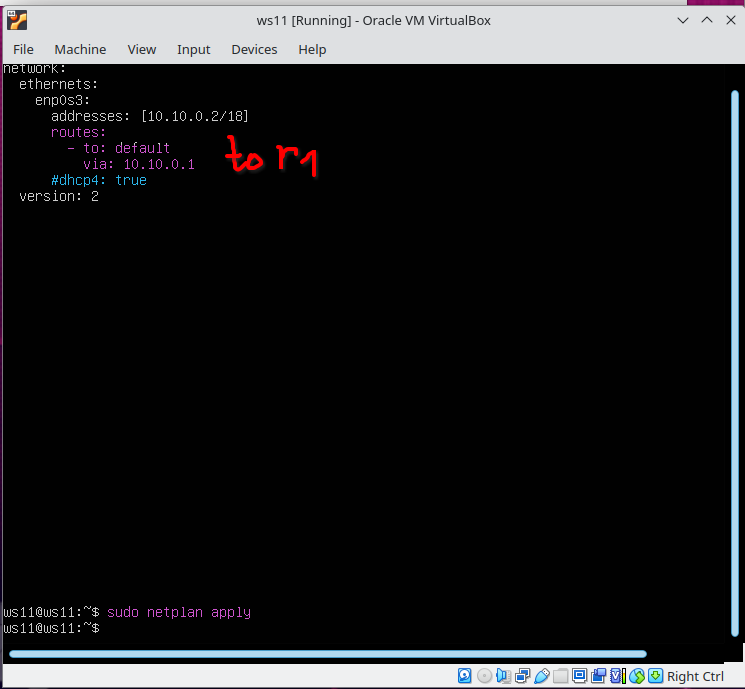 ws11 [Running] - Oracle VM VirtualBox
File Machine View Input Devices Help
network:
  ethernets:
    enp0s3:
      addresses: [10.10.0.2/18]
      routes:
        - to: default
          via: 10.10.0.1
to r1
      #dhcp4: true
  version: 2
ws11@ws11:~$ sudo netplan apply
ws11@ws11:~$
Right Ctrl